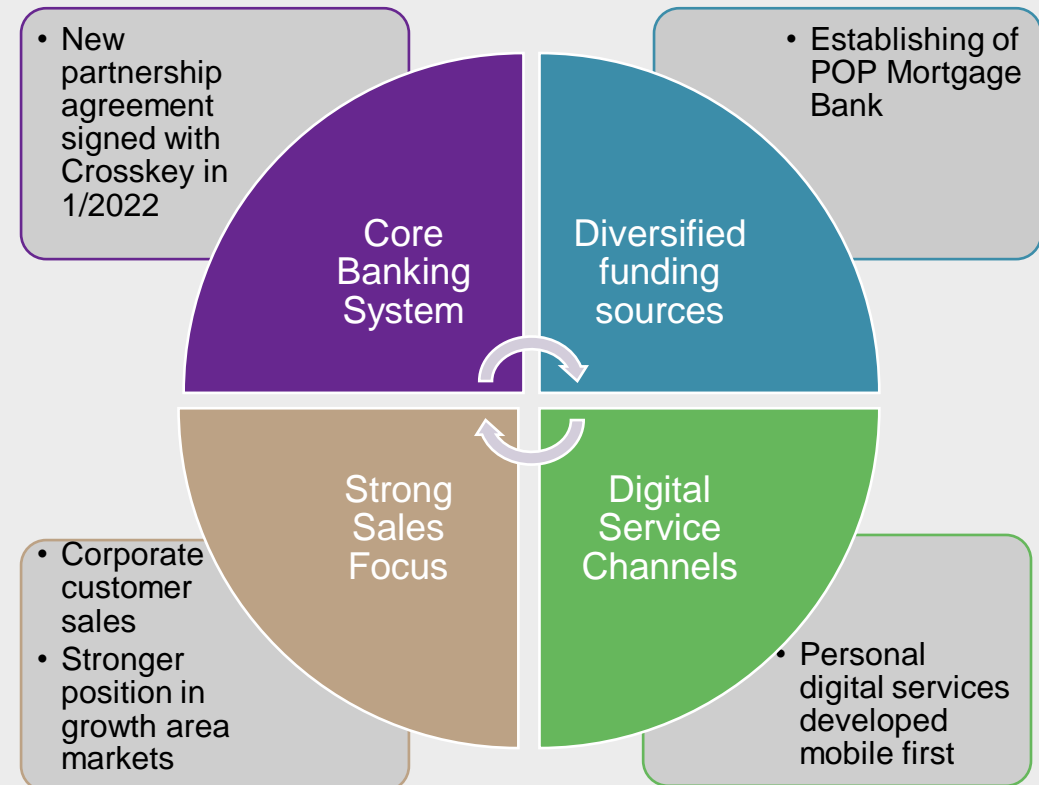 • New
partnership
agreement
signed with
Crosskey in
1/2022
• Establishing of
POP Mortgage
Bank
Core
Banking
System
Diversified
funding
sources
Strong
Sales
Focus
Digital
Service
Channels
• Corporate
customer
sales
• Stronger
position in
growth area
markets
• Personal
digital services
developed
mobile first